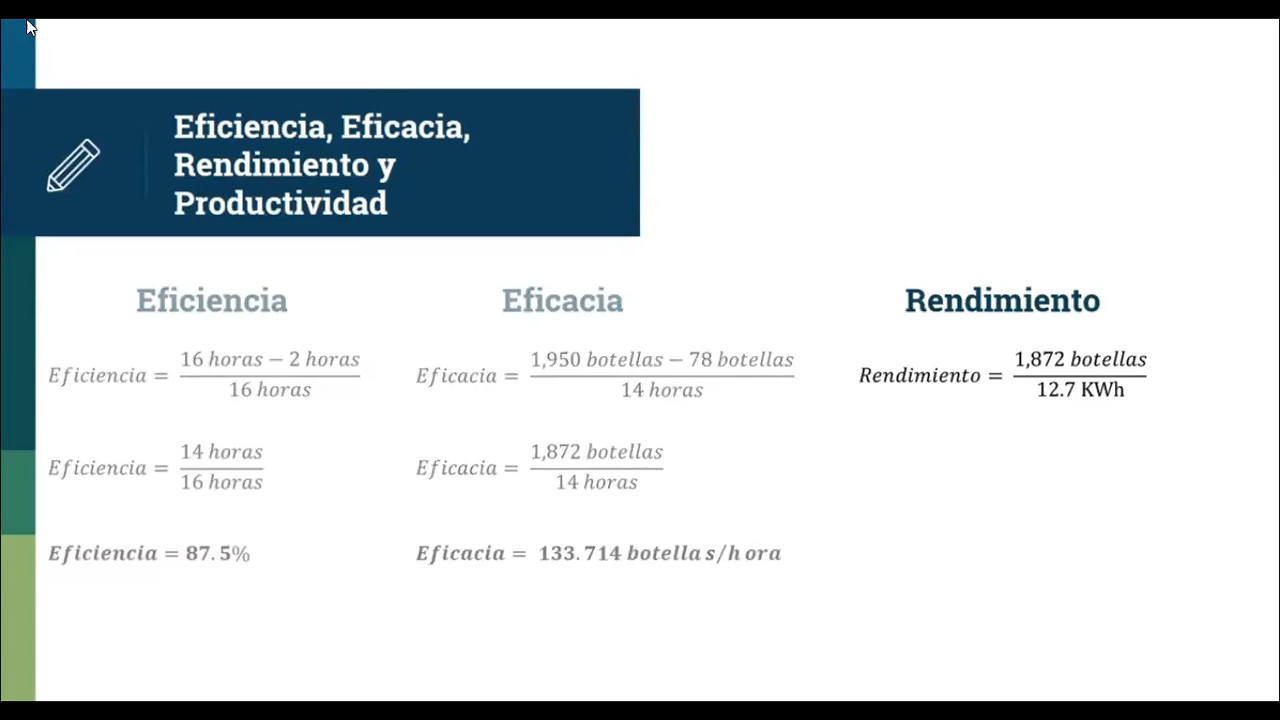 Eficiencia, Eficacia,
Rendimiento y
Productividad
Eficiencia
Eficiencia = 16 horas − 2 horas / 16 horas
Eficiencia = 14 horas / 16 horas
Eficiencia = 87.5%
Eficacia
Eficacia = 1,950 botellas − 78 botellas / 14 horas
Eficacia = 1,872 botellas / 14 horas
Eficacia = 133.714 botellas/hora
Rendimiento
Rendimiento = 1,872 botellas / 12.7 KWh